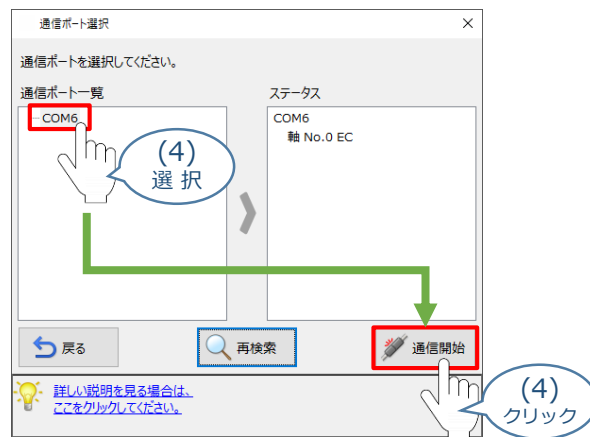 通信ポート選択
×
通信ポートを選択してください。
通信ポート一覧
ステータス
COM6
COM6
軸 No.0 EC
(4)
選 択
戻る
再検索
通信開始
詳しい説明を見る場合は、
ここをクリックしてください。
(4)
クリック